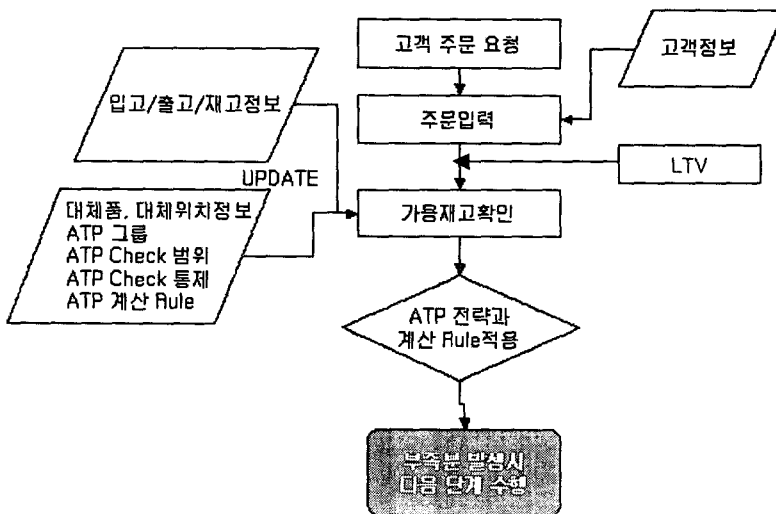 고객 주문 요청
고객정보
입고/출고/재고정보
주문입력
LTV
UPDATE
대체품, 대체위치정보
ATP 그룹
ATP Check 범위
ATP Check 통제
ATP 계산 Rule
가용재고확인
ATP 전략과
계산 Rule적용
부족분 발생시
다음 단계 수행